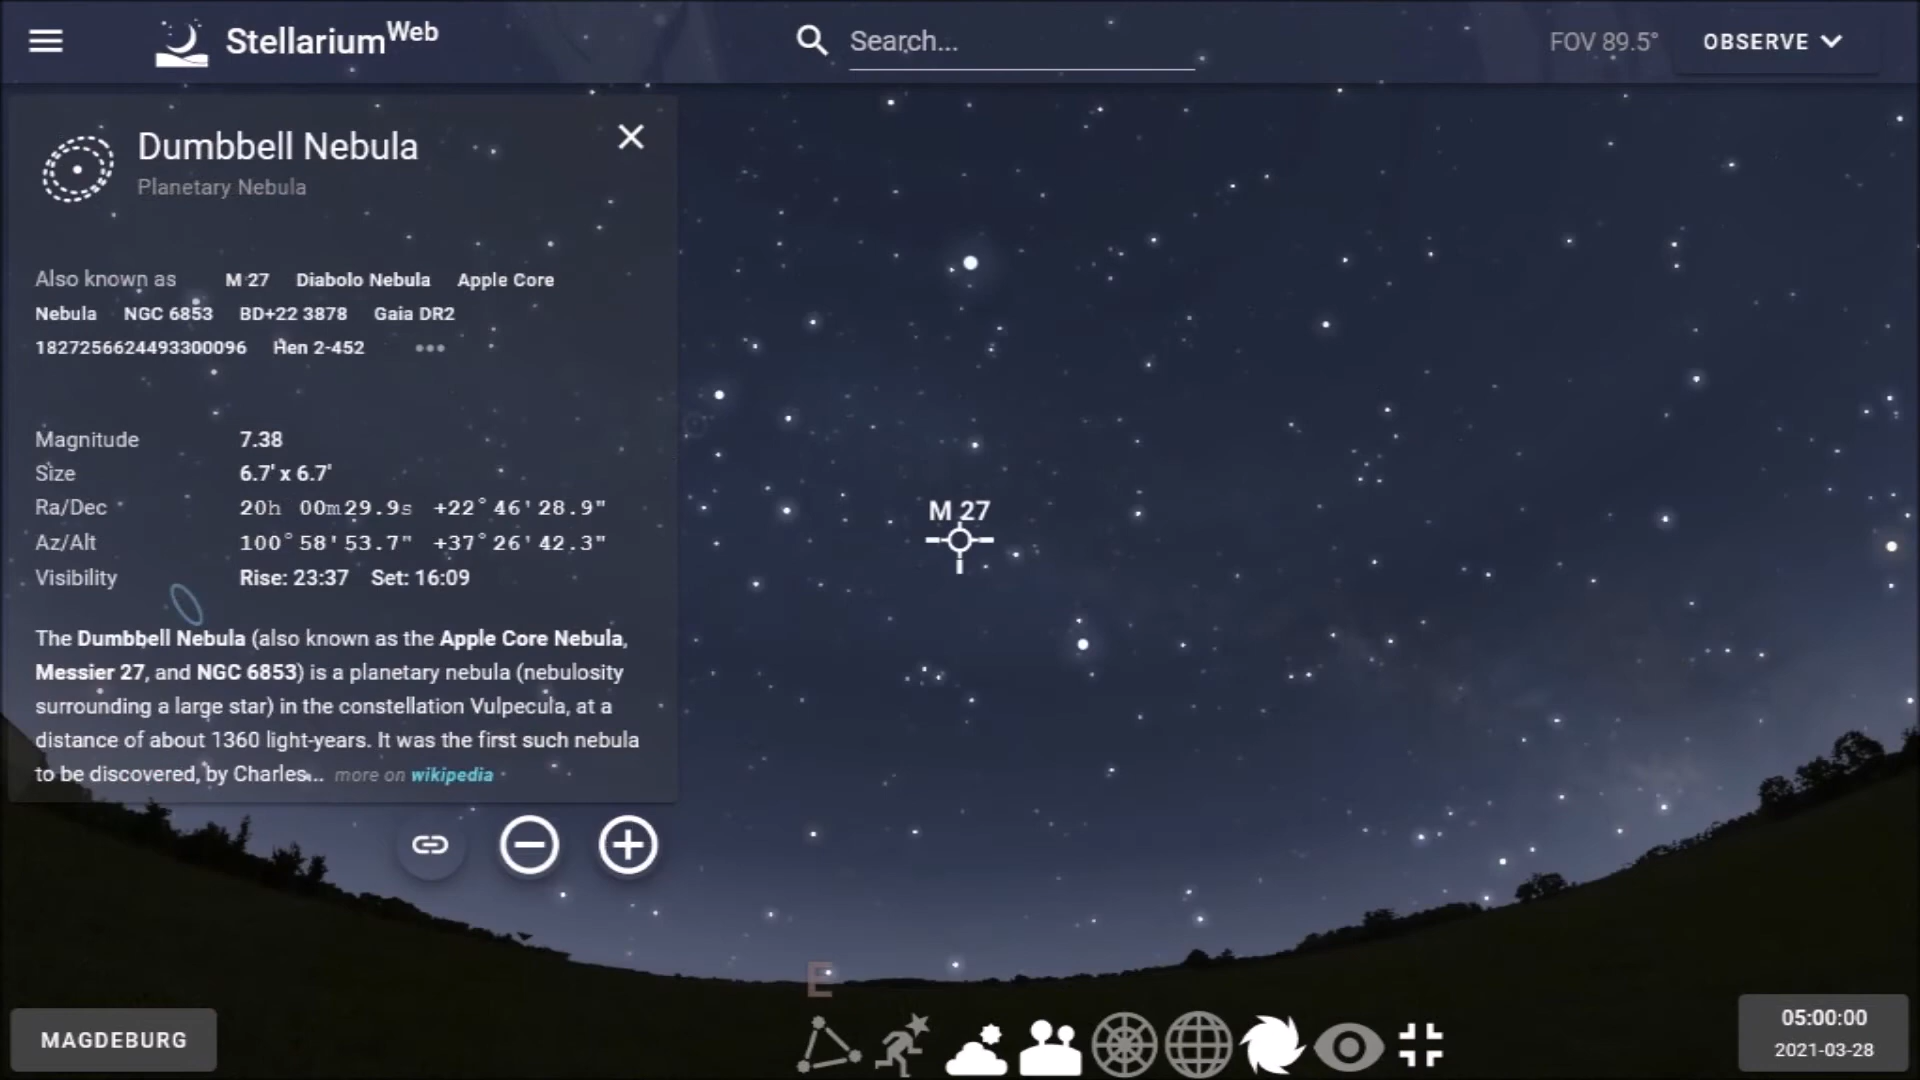 StellariumWeb
Search...
FOV 89.5°
OBSERVE
Dumbbell Nebula
Planetary Nebula
Also known as M 27 Diabolo Nebula Apple Core
Nebula NGC 6853 BD+22 3878 Gaia DR2
1827256624493300096 Hen 2-452 •••
Magnitude 7.38
Size 6.7' x 6.7'
Ra/Dec 20h 00m29.9s +22°46'28.9"
Az/Alt 100°58'53.7" +37°26'42.3"
Visibility Rise: 23:37 Set: 16:09
The Dumbbell Nebula (also known as the Apple Core Nebula,
Messier 27, and NGC 6853) is a planetary nebula (nebulosity
surrounding a large star) in the constellation Vulpecula, at a
distance of about 1360 light-years. It was the first such nebula
to be discovered, by Charles... more on wikipedia
M 27
E
MAGDEBURG
05:00:00
2021-03-28